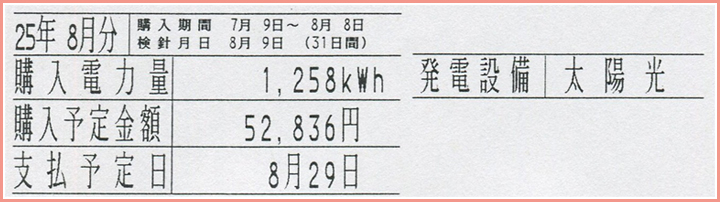 25年 8月分 購入期間 7月 9日～ 8月 8日
検針月日 8月 9日 (31日間)
購入電力量 1,258kWh 発電設備 太陽光
購入予定金額 52,836円
支払予定日 8月29日